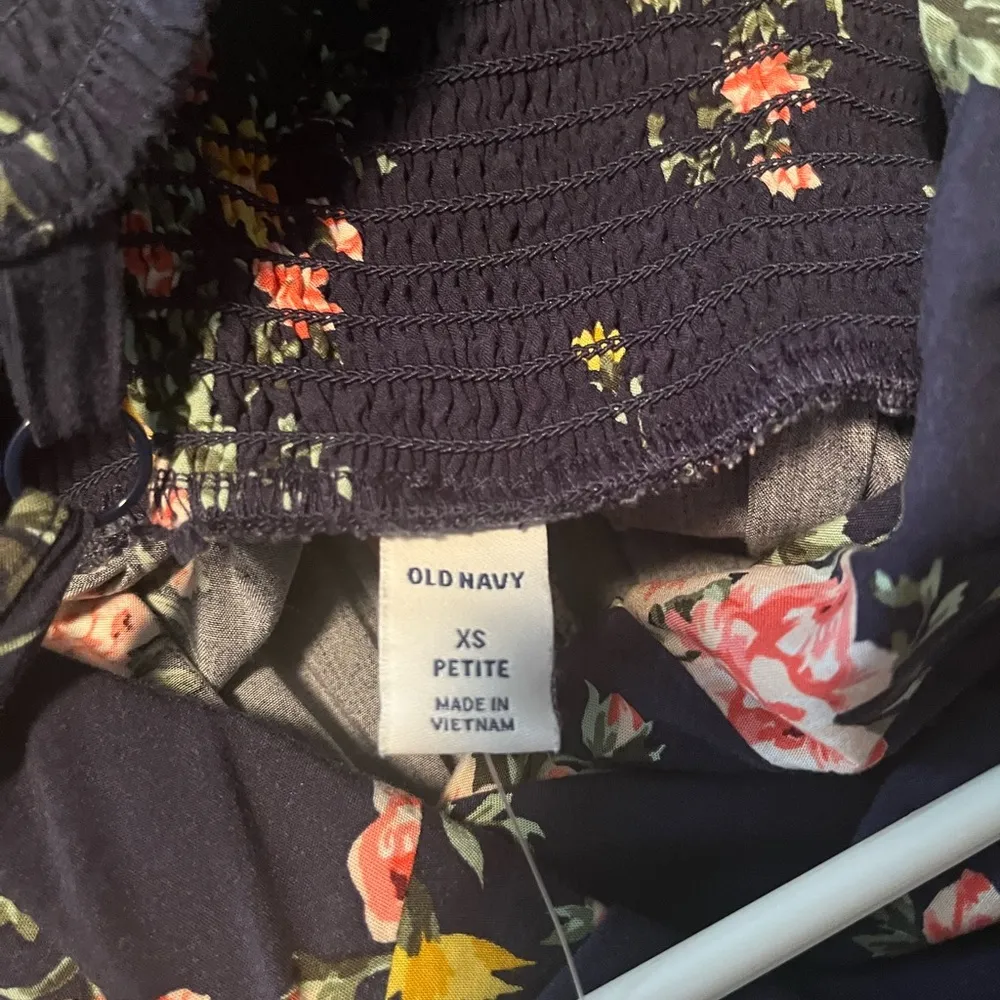 OLD NAVY
XS
PETITE
MADE IN
VIETNAM